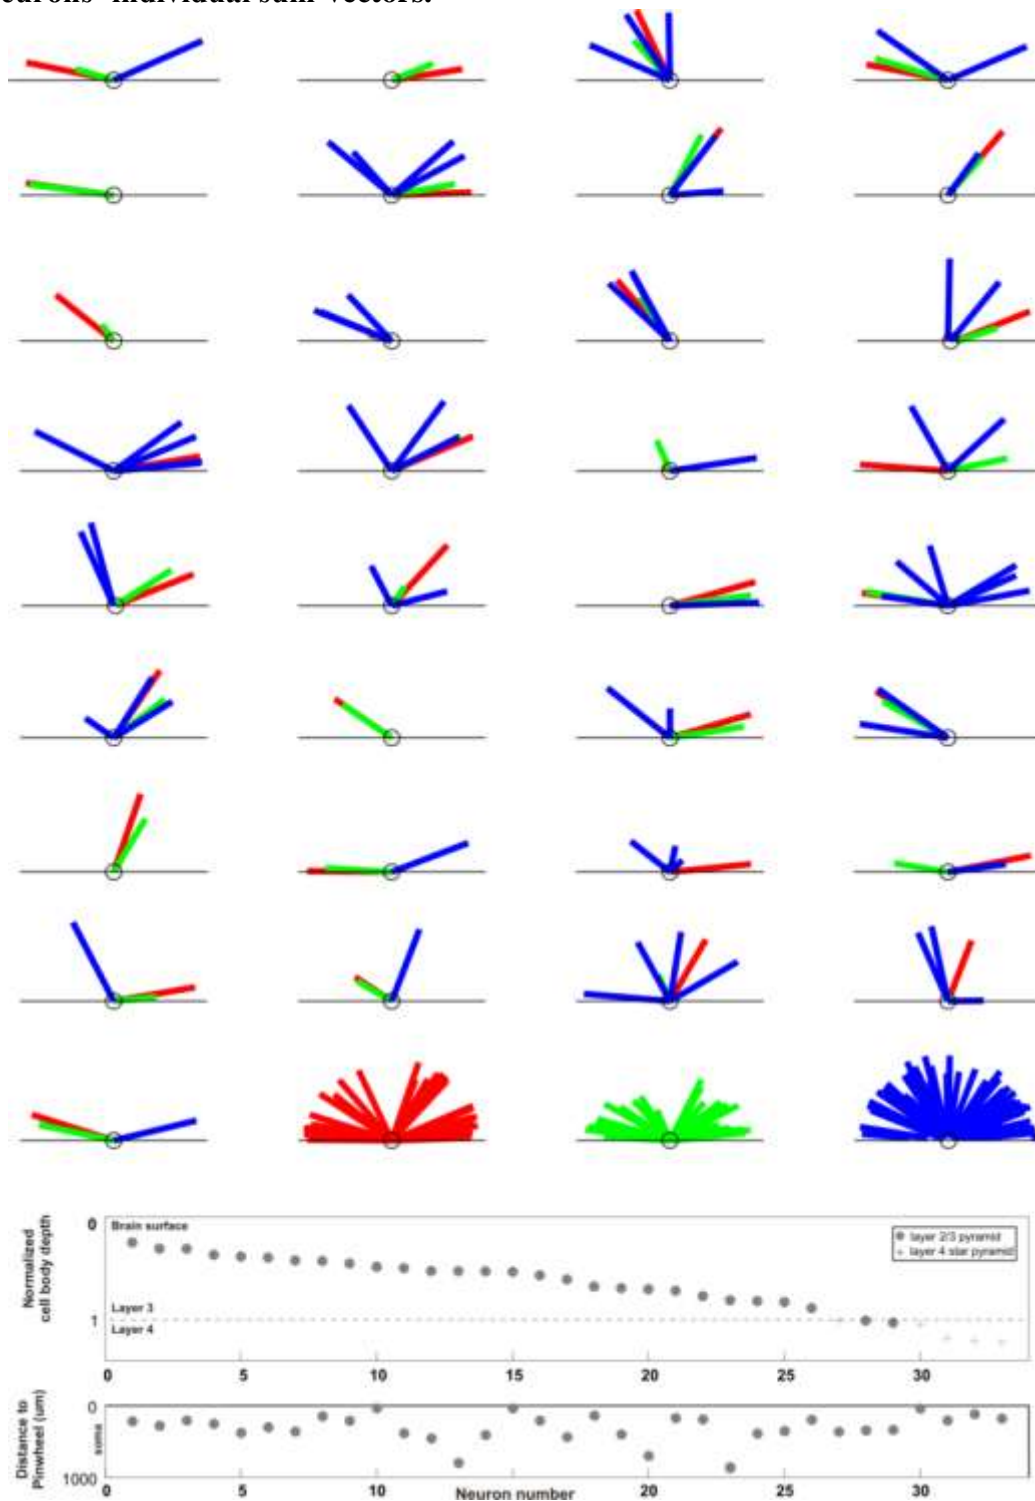 individual sum vectors.
0
Normalized
cell body depth
Brain surface
layer 2/3 pyramid
layer 4 star pyramid
Layer 3
1
Layer 4
0 5 10 15 20 25 30
Distance to
Pinwheel (um)
soma
0
1000
0 5 10 15 20 25 30
Neuron number